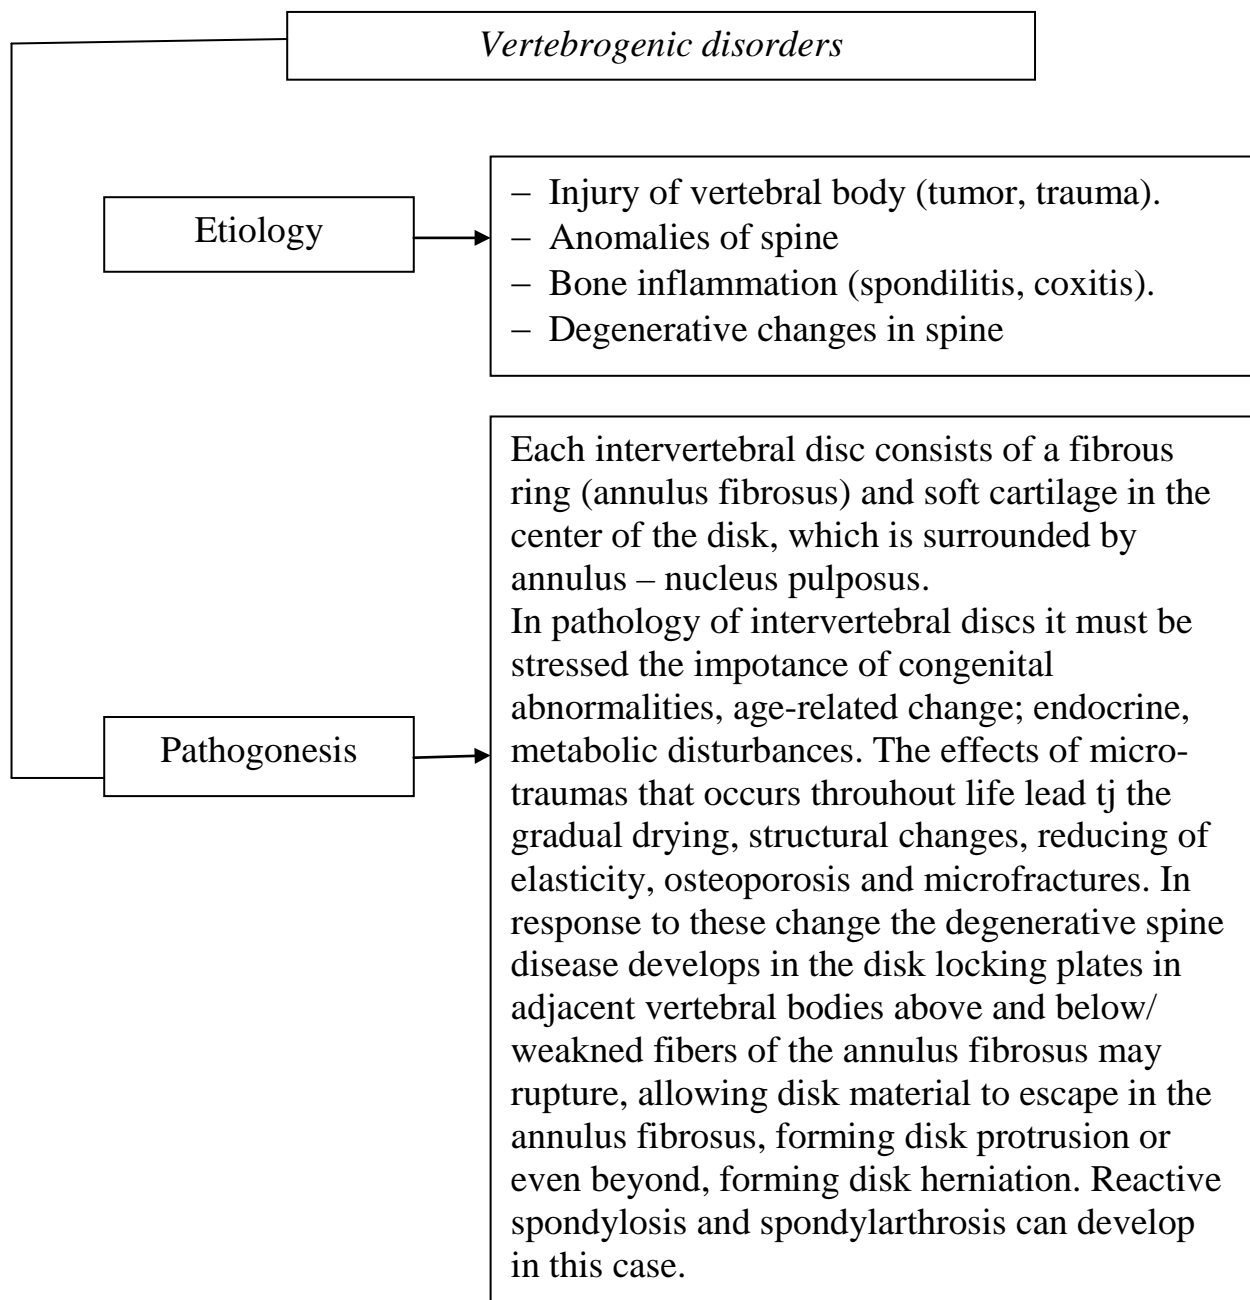 Vertebrogenic disorders
Etiology
– Injury of vertebral body (tumor, trauma).
– Anomalies of spine
– Bone inflammation (spondilitis, coxitis).
– Degenerative changes in spine
Pathogonesis
Each intervertebral disc consists of a fibrous
ring (annulus fibrosus) and soft cartilage in the
center of the disk, which is surrounded by
annulus – nucleus pulposus.
In pathology of intervertebral discs it must be
stressed the impotance of congenital
abnormalities, age-related change; endocrine,
metabolic disturbances. The effects of micro-
traumas that occurs throuhout life lead tj the
gradual drying, structural changes, reducing of
elasticity, osteoporosis and microfractures. In
response to these change the degenerative spine
disease develops in the disk locking plates in
adjacent vertebral bodies above and below/
weakned fibers of the annulus fibrosus may
rupture, allowing disk material to escape in the
annulus fibrosus, forming disk protrusion or
even beyond, forming disk herniation. Reactive
spondylosis and spondylarthrosis can develop
in this case.